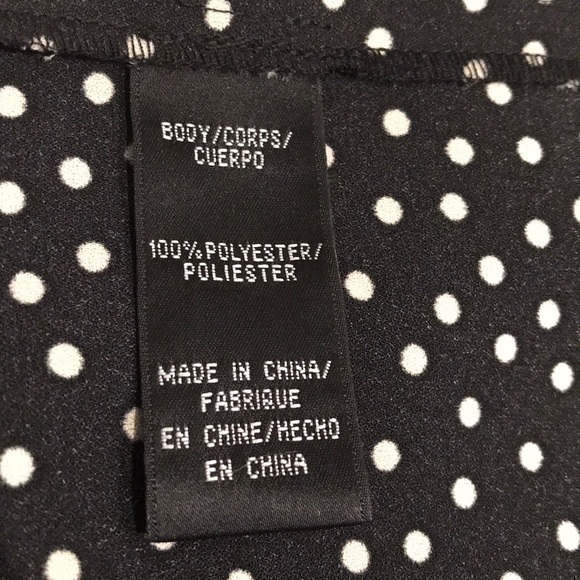 BODY/CORPS/
CUERPO
100%POLYESTER/
POLIESTER
MADE IN CHINA/
FABRIQUE
EN CHINE/HECHO
EN CHINA